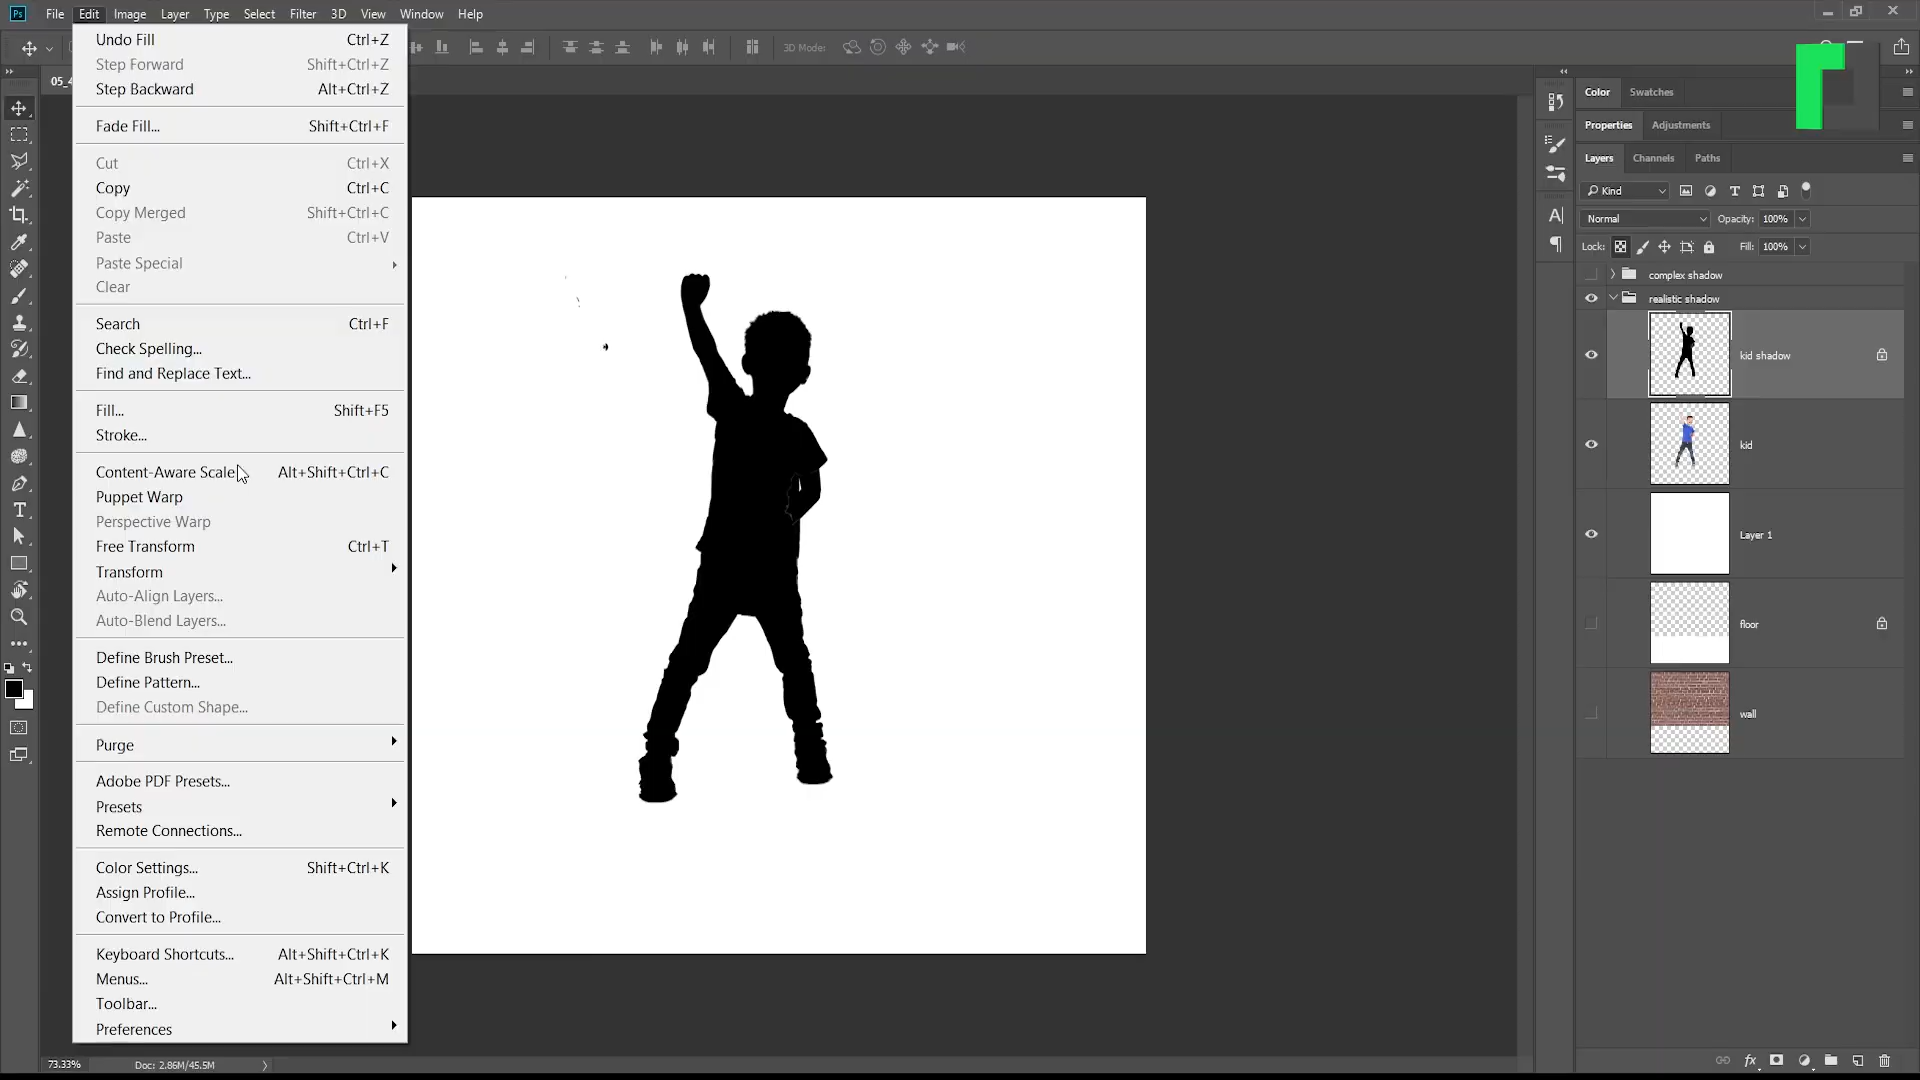 Ps File Edit Image Layer Type Select Filter 3D View Window Help
3D Mode:
05_4
Undo Fill Ctrl+Z
Step Forward Shift+Ctrl+Z
Step Backward Alt+Ctrl+Z
Fade Fill... Shift+Ctrl+F
Cut Ctrl+X
Copy Ctrl+C
Copy Merged Shift+Ctrl+C
Paste Ctrl+V
Paste Special
Clear
Search Ctrl+F
Check Spelling...
Find and Replace Text...
Fill... Shift+F5
Stroke...
Content-Aware Scale Alt+Shift+Ctrl+C
Puppet Warp
Perspective Warp
Free Transform Ctrl+T
Transform
Auto-Align Layers...
Auto-Blend Layers...
Define Brush Preset...
Define Pattern...
Define Custom Shape...
Purge
Adobe PDF Presets...
Presets
Remote Connections...
Color Settings... Shift+Ctrl+K
Assign Profile...
Convert to Profile...
Keyboard Shortcuts... Alt+Shift+Ctrl+K
Menus... Alt+Shift+Ctrl+M
Toolbar...
Preferences
73.33% Doc: 2.86M/45.5M
Color Swatches
Properties Adjustments
Layers Channels Paths
Kind
Normal Opacity: 100%
Lock: Fill: 100%
complex shadow
realistic shadow
kid shadow
kid
Layer 1
floor
wall